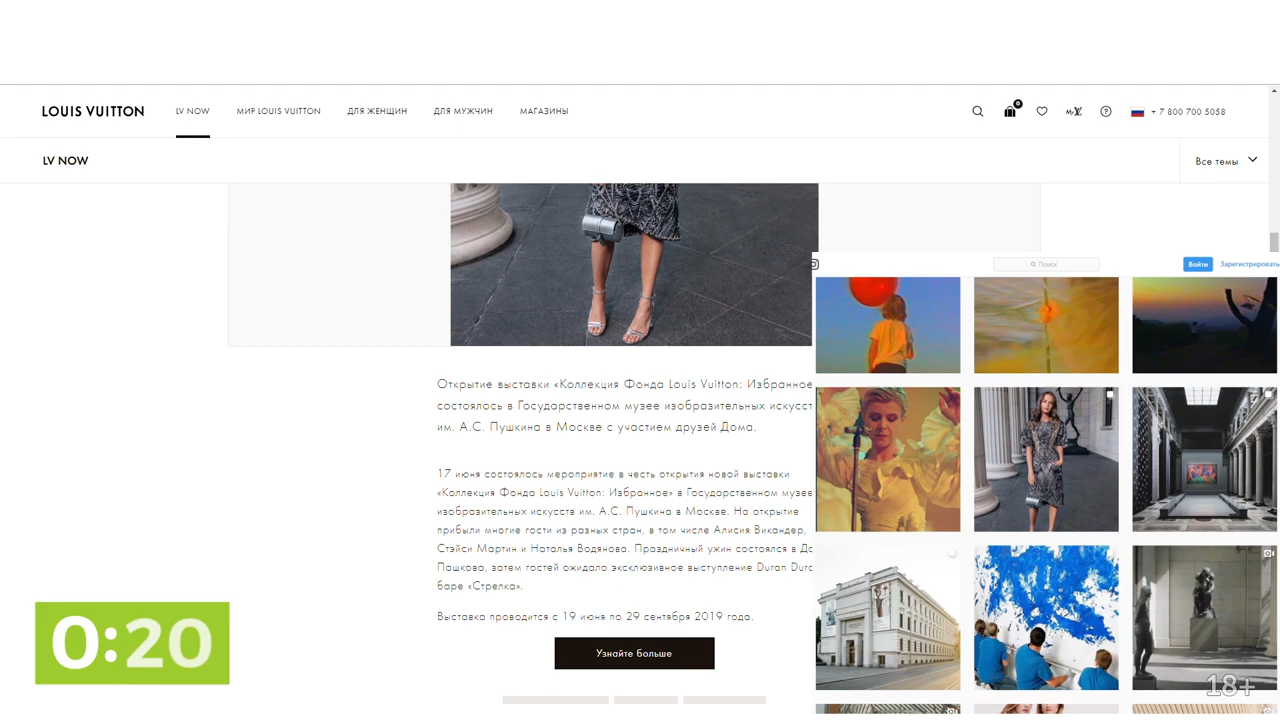 LOUIS VUITTON
LV NOW
МИР LOUIS VUITTON
ДЛЯ ЖЕНЩИН
ДЛЯ МУЖЧИН
МАГАЗИНЫ
0
+ 7 800 700 5058
LV NOW
Все темы
Поиск
Войти
Зарегистрировать
Открытие выставки «Коллекция Фонда Louis Vuitton: Избранное
состоялось в Государственном музее изобразительных искусст
им. А.С. Пушкина в Москве с участием друзей Дома.
17 июня состоялось мероприятие в честь открытия новой выставки
«Коллекция Фонда Louis Vuitton: Избранное» в Государственном музее
изобразительных искусств им. А.С. Пушкина в Москве. На открытие
прибыли многие гости из разных стран, в том числе Алисия Викандер,
Стэйси Мартин и Наталья Водянова. Праздничный ужин состоялся в До
Пашкова, затем гостей ожидало эксклюзивное выступление Duran Dura
баре «Стрелка».
Выставка проводится с 19 июня по 29 сентября 2019 года.
Узнайте больше
0:20
18+